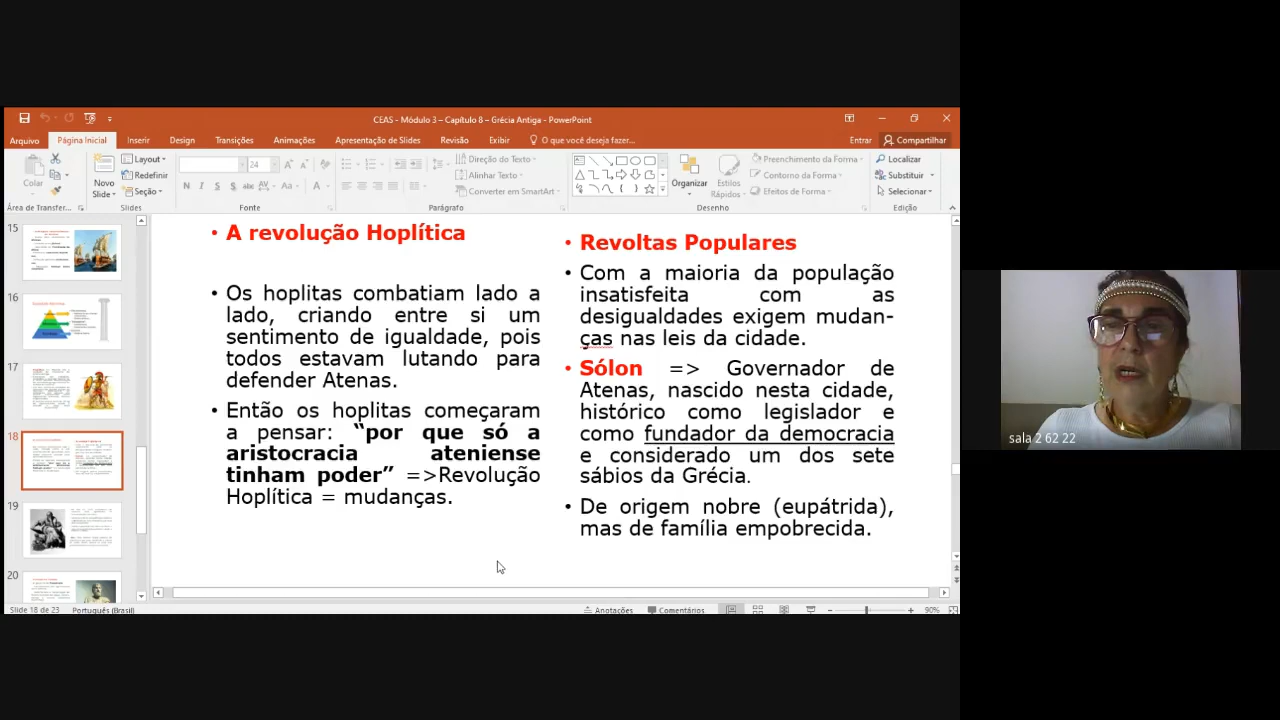 CEAS - Módulo 3 – Capítulo 8 – Grécia Antiga - PowerPoint
Arquivo Página Inicial Inserir Design Transições Animações Apresentação de Slides Revisão Exibir O que você deseja fazer... Entrar Compartilhar
Colar
Novo Slide
Layout
Redefinir
Seção
24
N I S S abc AV Aa A
Direção do Texto
Alinhar Texto
Converter em SmartArt
Organizar
Estilos Rápidos
Preenchimento da Forma
Contorno da Forma
Efeitos de Forma
Localizar
Substituir
Selecionar
Área de Transfer... Slides Fonte Parágrafo Desenho Edição
15
16
17
18
19
20
• A revolução Hoplítica
• Os hoplitas combatiam lado a
lado, criando entre si um
sentimento de igualdade, pois
todos estavam lutando para
defender Atenas.
• Então os hoplitas começaram
a pensar: “por que só a
aristocracia ateniense
tinham poder” =>Revolução
Hoplítica = mudanças.
• Revoltas Populares
• Com a maioria da população
insatisfeita com as
desigualdades exigem mudan-
ças nas leis da cidade.
• Sólon => Governador de
Atenas, nascido nesta cidade,
histórico como legislador e
como fundador da democracia
e considerado um dos sete
sábios da Grécia.
• De origem nobre (eupátrida),
mas de família empobrecida.
Slide 18 de 23 Português (Brasil) Anotações Comentários 90%
sala 2 62 22